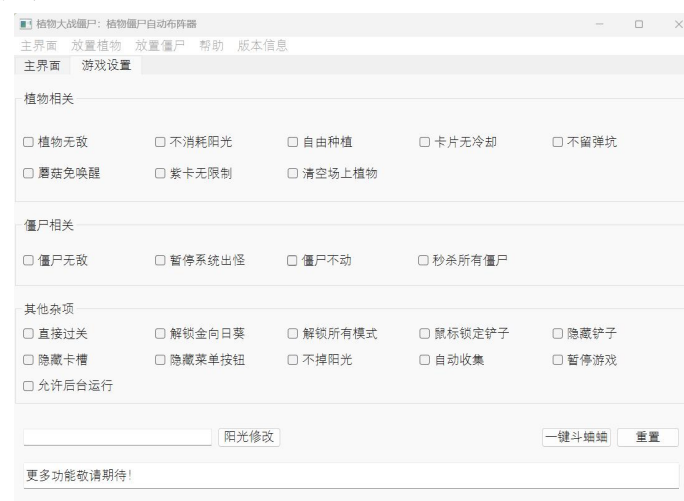 植物大战僵尸：植物僵尸自动布阵器
主界面 放置植物 放置僵尸 帮助 版本信息
主界面 游戏设置
植物相关
植物无敌 不消耗阳光 自由种植 卡片无冷却 不留弹坑
蘑菇免唤醒 紫卡无限制 清空场上植物
僵尸相关
僵尸无敌 暂停系统出怪 僵尸不动 秒杀所有僵尸
其他杂项
直接过关 解锁金向日葵 解锁所有模式 鼠标锁定铲子 隐藏铲子
隐藏卡槽 隐藏菜单按钮 不掉阳光 自动收集 暂停游戏
允许后台运行
阳光修改 一键斗蛐蛐 重置
更多功能敬请期待!